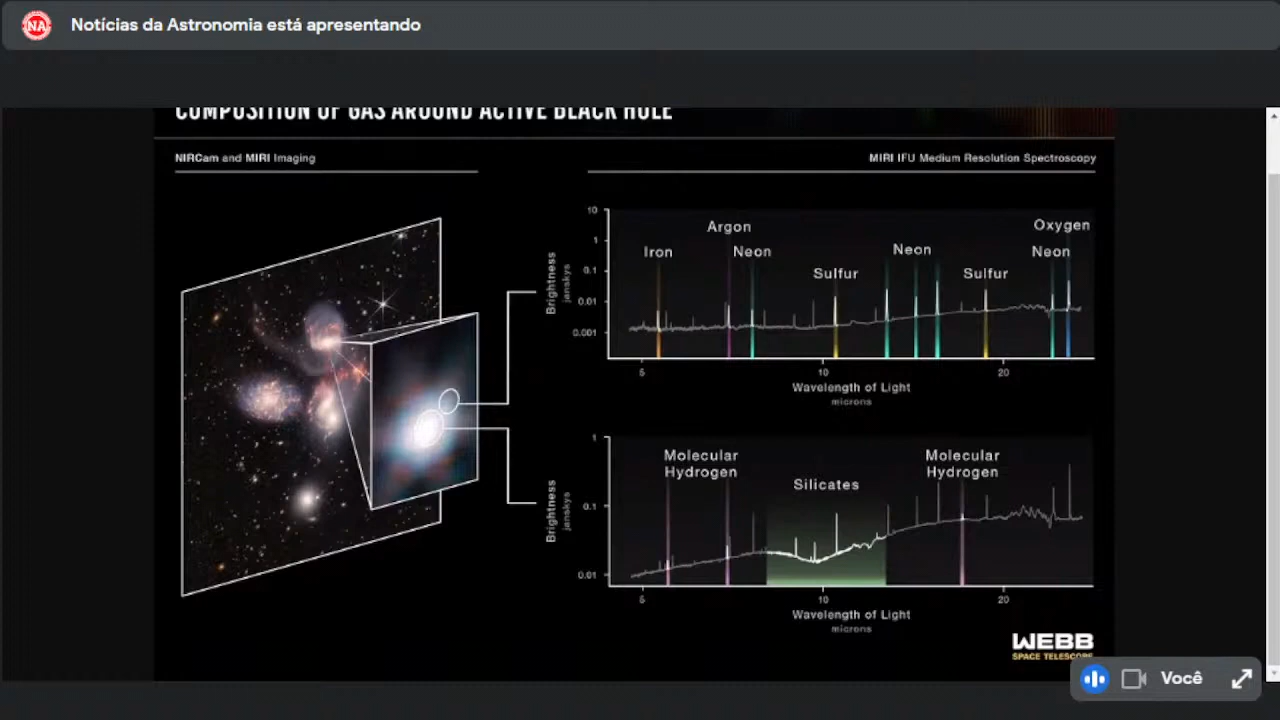 NA
Notícias da Astronomia está apresentando
COMPOSITION OF GAS AROUND ACTIVE BLACK HOLE
NIRCam and MIRI Imaging
MIRI IFU Medium Resolution Spectroscopy
Brightness
janskys
10
1
0.1
0.01
0.001
Iron
Argon
Neon
Sulfur
Neon
Sulfur
Oxygen
Neon
5
10
20
Wavelength of Light
microns
Brightness
janskys
1
0.1
0.01
Molecular
Hydrogen
Silicates
Molecular
Hydrogen
5
10
20
Wavelength of Light
microns
WEBB
SPACE TELESCOPE
Você